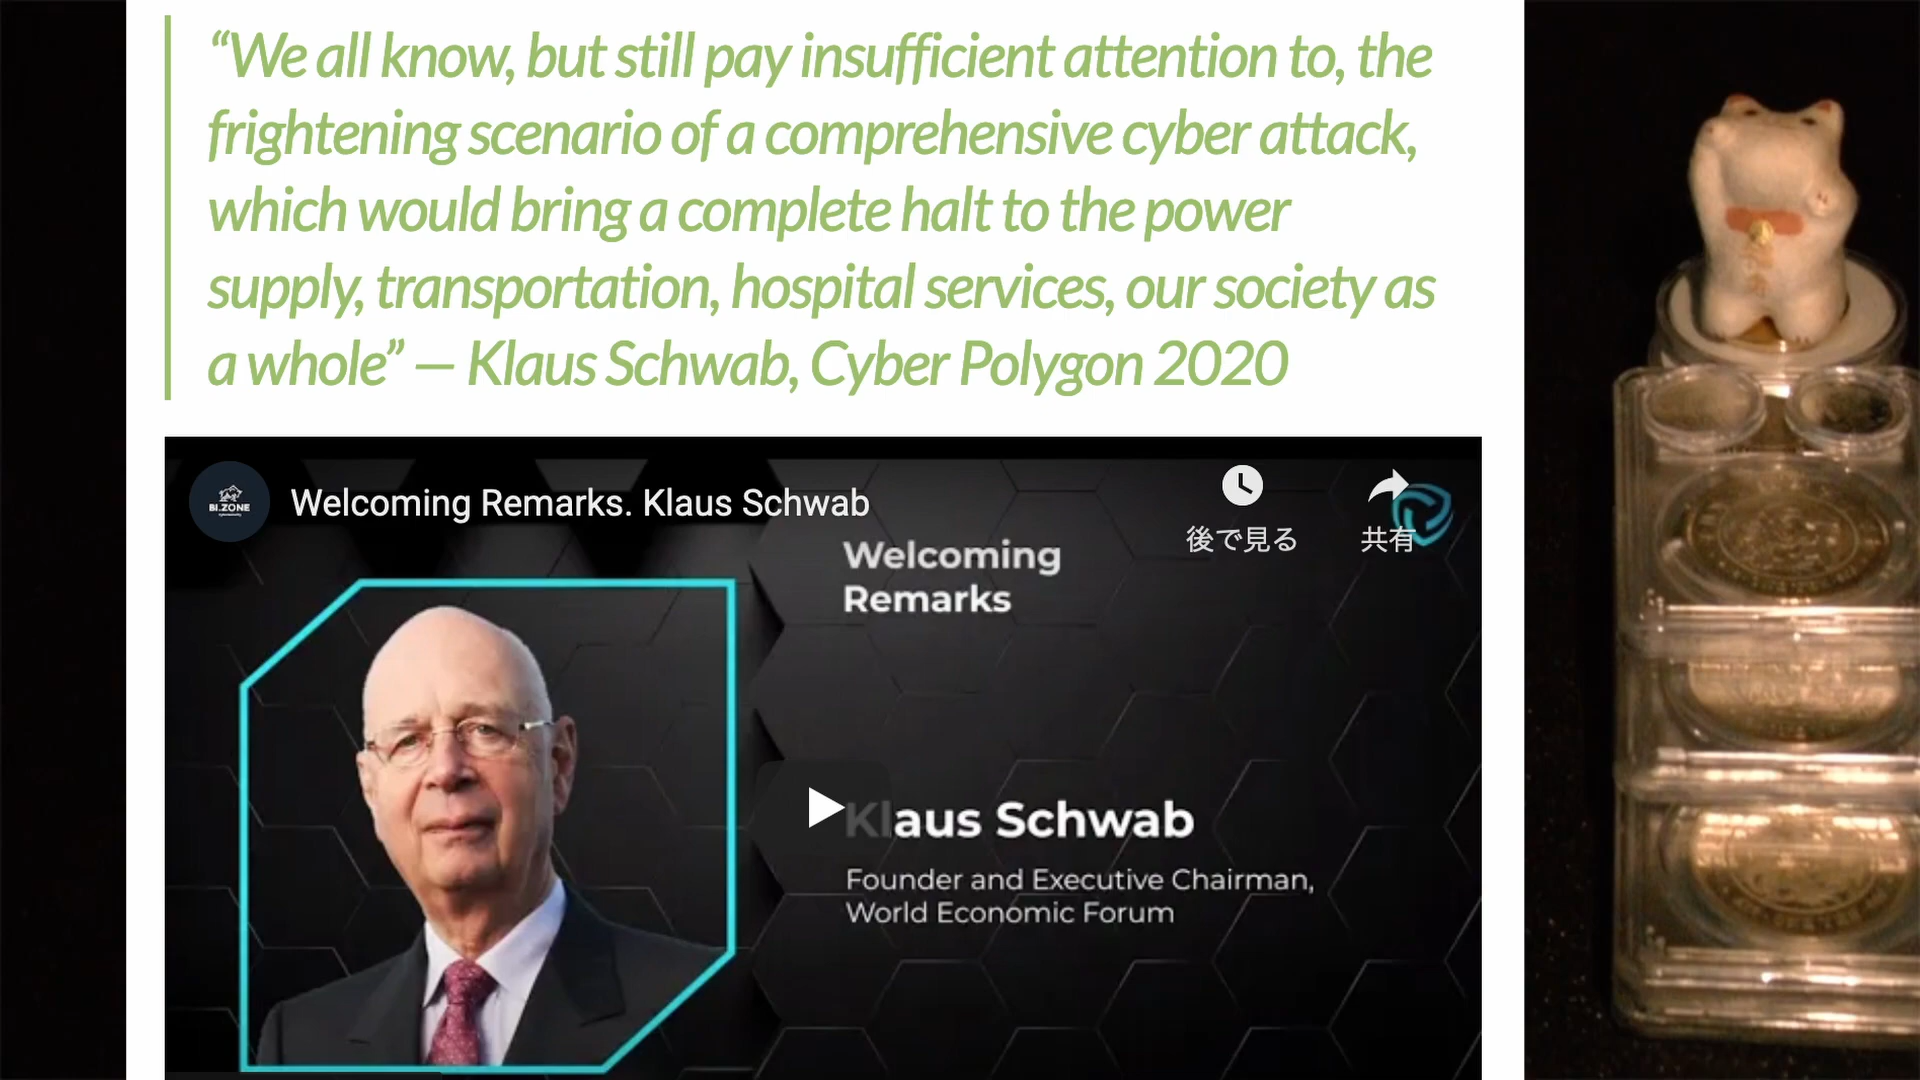 “We all know, but still pay insufficient attention to, the
frightening scenario of a comprehensive cyber attack,
which would bring a complete halt to the power
supply, transportation, hospital services, our society as
a whole” — Klaus Schwab, Cyber Polygon 2020
BI.ZONE
Welcoming Remarks. Klaus Schwab
後で見る
共有
Welcoming
Remarks
Klaus Schwab
Founder and Executive Chairman,
World Economic Forum